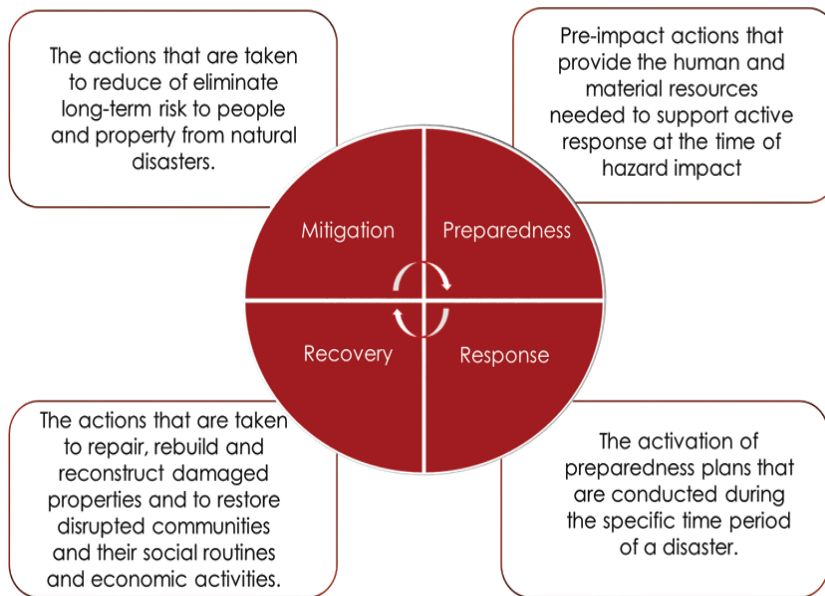 The actions that are taken
to reduce of eliminate
long-term risk to people
and property from natural
disasters.
Pre-impact actions that
provide the human and
material resources
needed to support active
response at the time of
hazard impact
Mitigation
Preparedness
Recovery
Response
The actions that are taken
to repair, rebuild and
reconstruct damaged
properties and to restore
disrupted communities
and their social routines
and economic activities.
The activation of
preparedness plans that
are conducted during
the specific time period
of a disaster.